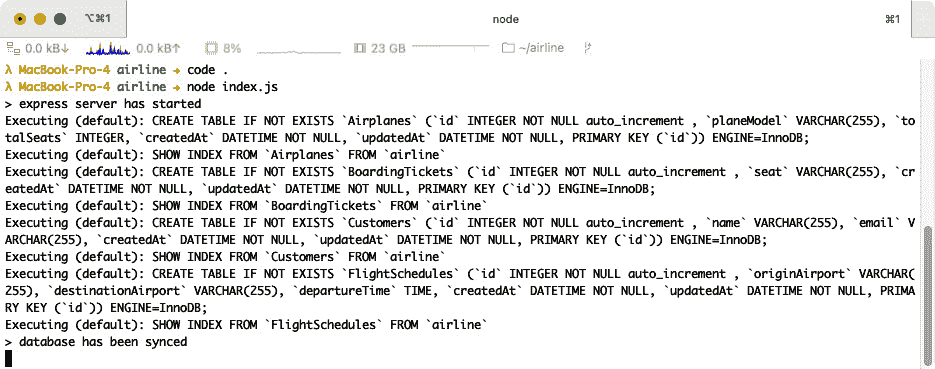 ⌥⌘1
node
⌘1
0.0 kB↓
0.0 kB↑
8%
23 GB
~/airline
λ MacBook-Pro-4 airline → code .
λ MacBook-Pro-4 airline → node index.js
> express server has started
Executing (default): CREATE TABLE IF NOT EXISTS `Airplanes` (`id` INTEGER NOT NULL auto_increment , `planeModel` VARCHAR(255), `to
talSeats` INTEGER, `createdAt` DATETIME NOT NULL, `updatedAt` DATETIME NOT NULL, PRIMARY KEY (`id`)) ENGINE=InnoDB;
Executing (default): SHOW INDEX FROM `Airplanes` FROM `airline`
Executing (default): CREATE TABLE IF NOT EXISTS `BoardingTickets` (`id` INTEGER NOT NULL auto_increment , `seat` VARCHAR(255), `cr
eatedAt` DATETIME NOT NULL, `updatedAt` DATETIME NOT NULL, PRIMARY KEY (`id`)) ENGINE=InnoDB;
Executing (default): SHOW INDEX FROM `BoardingTickets` FROM `airline`
Executing (default): CREATE TABLE IF NOT EXISTS `Customers` (`id` INTEGER NOT NULL auto_increment , `name` VARCHAR(255), `email` V
ARCHAR(255), `createdAt` DATETIME NOT NULL, `updatedAt` DATETIME NOT NULL, PRIMARY KEY (`id`)) ENGINE=InnoDB;
Executing (default): SHOW INDEX FROM `Customers` FROM `airline`
Executing (default): CREATE TABLE IF NOT EXISTS `FlightSchedules` (`id` INTEGER NOT NULL auto_increment , `originAirport` VARCHAR(
255), `destinationAirport` VARCHAR(255), `departureTime` TIME, `createdAt` DATETIME NOT NULL, `updatedAt` DATETIME NOT NULL, PRIMA
RY KEY (`id`)) ENGINE=InnoDB;
Executing (default): SHOW INDEX FROM `FlightSchedules` FROM `airline`
> database has been synced